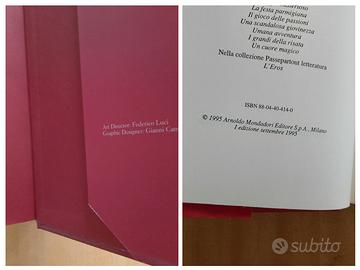 Art Director: Federico Luci
Graphic Designer: Gianni Cam
La festa parmigiana
Il gioco delle passioni
Una scandalosa giovinezza
Umana avventura
I grandi della risata
Un cuore magico
Nella collezione Passepartout letteratura
L'Eros
ISBN 88-04-40-414-0
© 1995 Arnoldo Mondadori Editore S.p.A., Milano
I edizione settembre 1995
subito